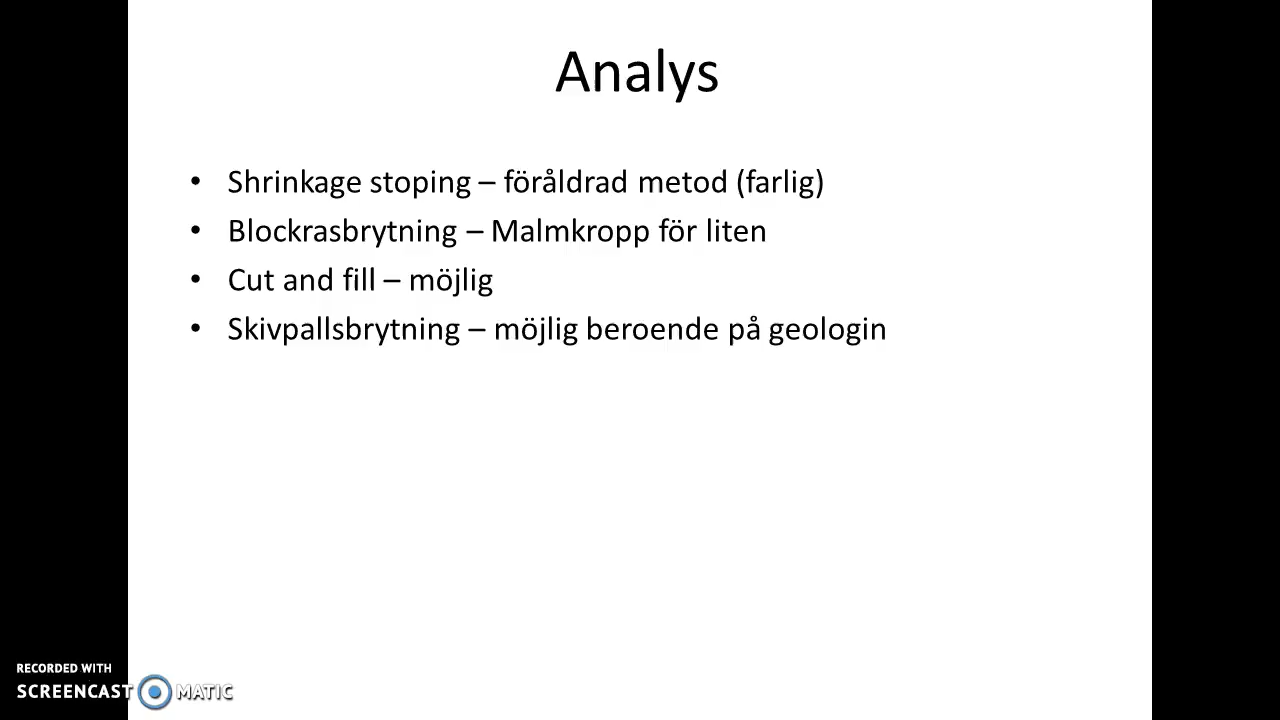 Analys
• Shrinkage stoping – föråldrad metod (farlig)
• Blockrasbrytning – Malmkropp för liten
• Cut and fill – möjlig
• Skivpallsbrytning – möjlig beroende på geologin
RECORDED WITH
SCREENCAST MATIC